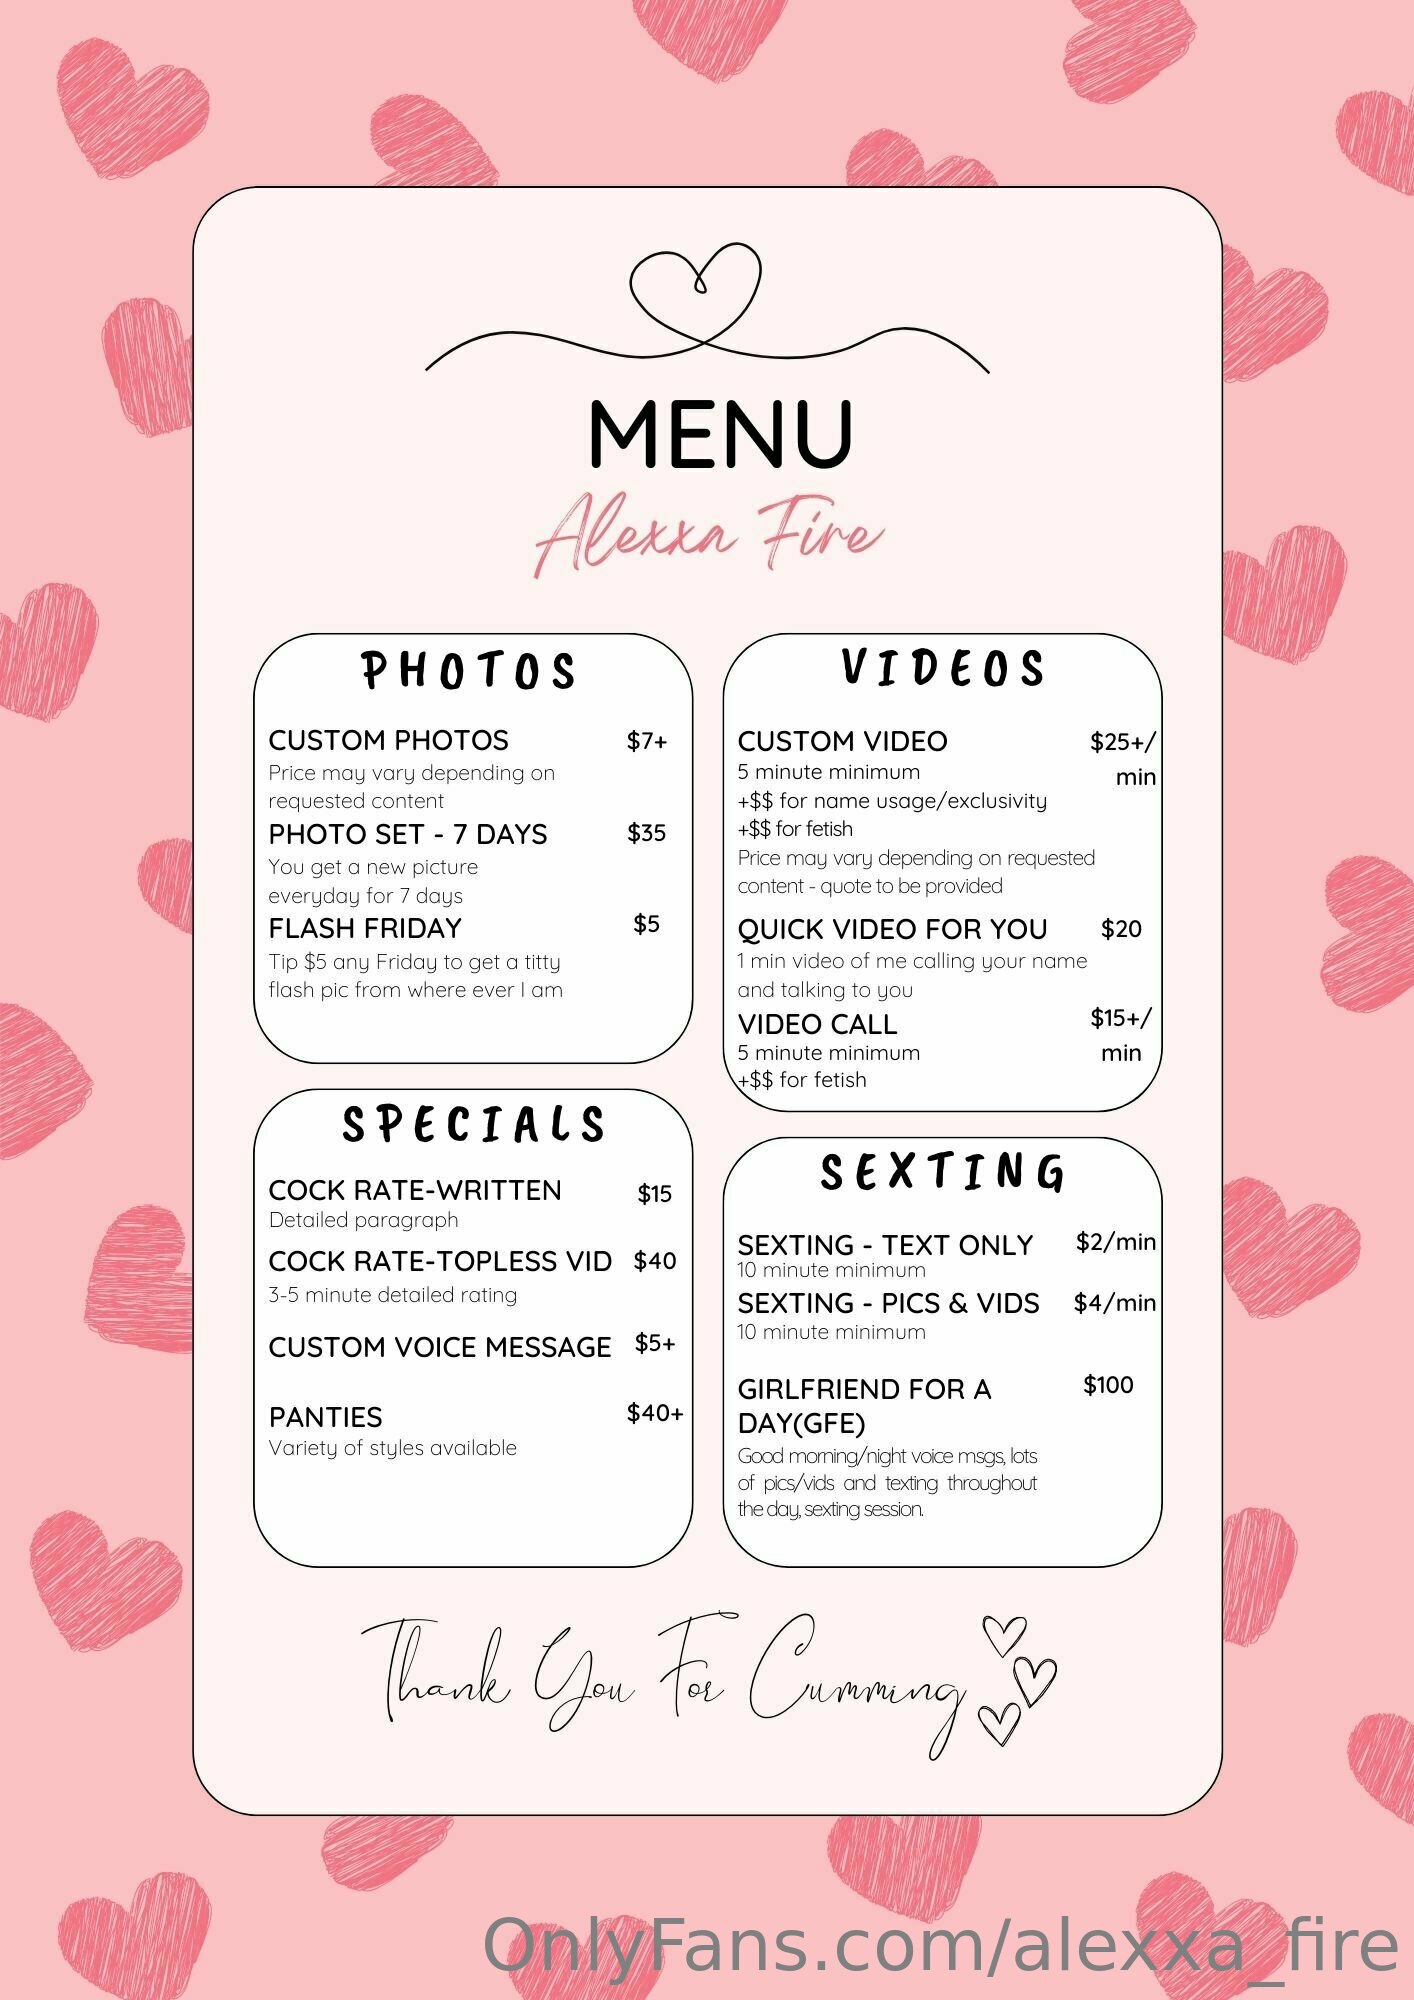 MENU
Alexxa Fire
PHOTOS
CUSTOM PHOTOS $7+
Price may vary depending on
requested content
PHOTO SET - 7 DAYS $35
You get a new picture
everyday for 7 days
FLASH FRIDAY $5
Tip $5 any Friday to get a titty
flash pic from where ever I am
VIDEOS
CUSTOM VIDEO $25+/
5 minute minimum min
+$$ for name usage/exclusivity
+$$ for fetish
Price may vary depending on requested
content - quote to be provided
QUICK VIDEO FOR YOU $20
1 min video of me calling your name
and talking to you
VIDEO CALL $15+/
5 minute minimum min
+$$ for fetish
SPECIALS
COCK RATE-WRITTEN $15
Detailed paragraph
COCK RATE-TOPLESS VID $40
3-5 minute detailed rating
CUSTOM VOICE MESSAGE $5+
PANTIES $40+
Variety of styles available
SEXTING
SEXTING - TEXT ONLY $2/min
10 minute minimum
SEXTING - PICS & VIDS $4/min
10 minute minimum
GIRLFRIEND FOR A $100
DAY(GFE)
Good morning/night voice msgs, lots
of pics/vids and texting throughout
the day, sexting session.
Thank You For Cumming
OnlyFans.com/alexxa_fire